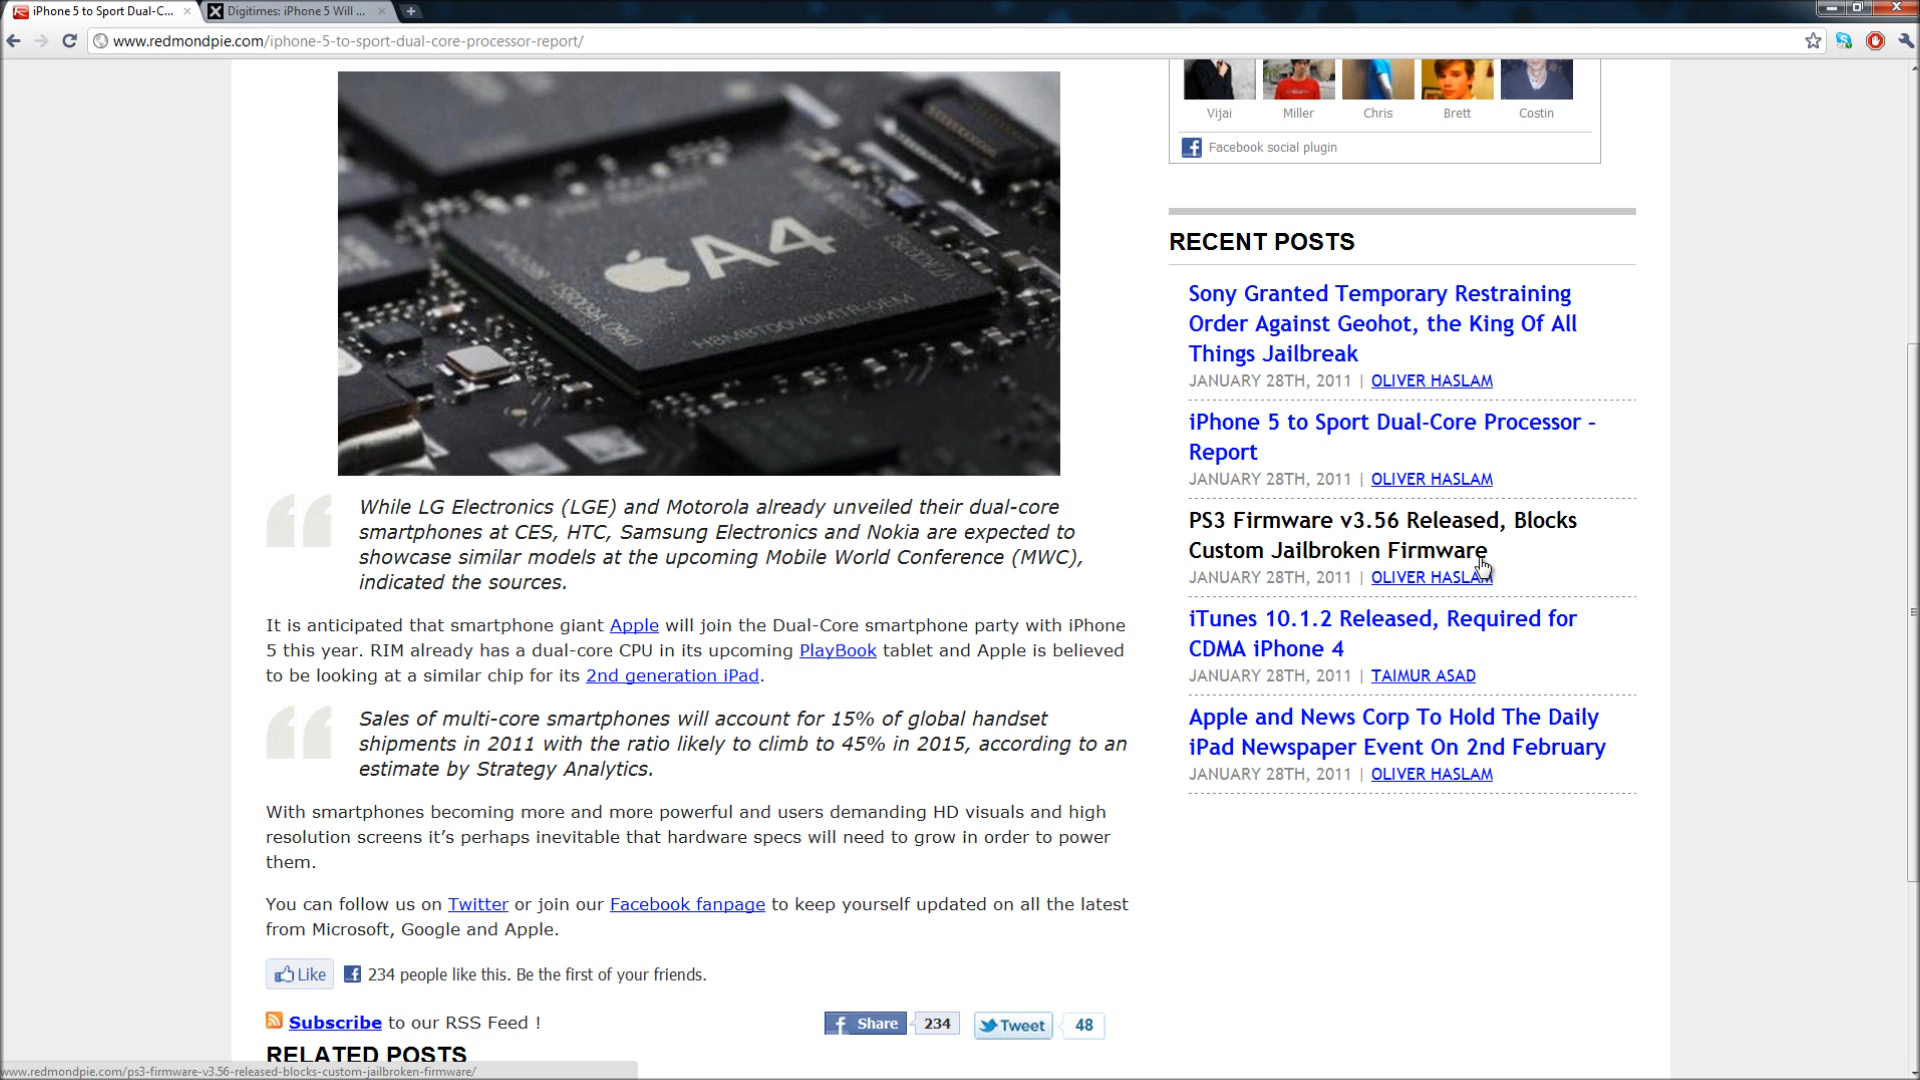 iPhone 5 to Sport Dual-C...
Digitimes: iPhone 5 Will ...
www.redmondpie.com/iphone-5-to-sport-dual-core-processor-report/
A4
Vijai
Miller
Chris
Brett
Costin
Facebook social plugin
While LG Electronics (LGE) and Motorola already unveiled their dual-core
smartphones at CES, HTC, Samsung Electronics and Nokia are expected to
showcase similar models at the upcoming Mobile World Conference (MWC),
indicated the sources.
It is anticipated that smartphone giant Apple will join the Dual-Core smartphone party with iPhone
5 this year. RIM already has a dual-core CPU in its upcoming PlayBook tablet and Apple is believed
to be looking at a similar chip for its 2nd generation iPad.
Sales of multi-core smartphones will account for 15% of global handset
shipments in 2011 with the ratio likely to climb to 45% in 2015, according to an
estimate by Strategy Analytics.
With smartphones becoming more and more powerful and users demanding HD visuals and high
resolution screens it's perhaps inevitable that hardware specs will need to grow in order to power
them.
You can follow us on Twitter or join our Facebook fanpage to keep yourself updated on all the latest
from Microsoft, Google and Apple.
Like
234 people like this. Be the first of your friends.
Subscribe to our RSS Feed !
Share
234
Tweet
48
RELATED POSTS
RECENT POSTS
Sony Granted Temporary Restraining
Order Against Geohot, the King Of All
Things Jailbreak
JANUARY 28TH, 2011 | OLIVER HASLAM
iPhone 5 to Sport Dual-Core Processor –
Report
JANUARY 28TH, 2011 | OLIVER HASLAM
PS3 Firmware v3.56 Released, Blocks
Custom Jailbroken Firmware
JANUARY 28TH, 2011 | OLIVER HASLAM
iTunes 10.1.2 Released, Required for
CDMA iPhone 4
JANUARY 28TH, 2011 | TAIMUR ASAD
Apple and News Corp To Hold The Daily
iPad Newspaper Event On 2nd February
JANUARY 28TH, 2011 | OLIVER HASLAM
www.redmondpie.com/ps3-firmware-v3.56-released-blocks-custom-jailbroken-firmware/